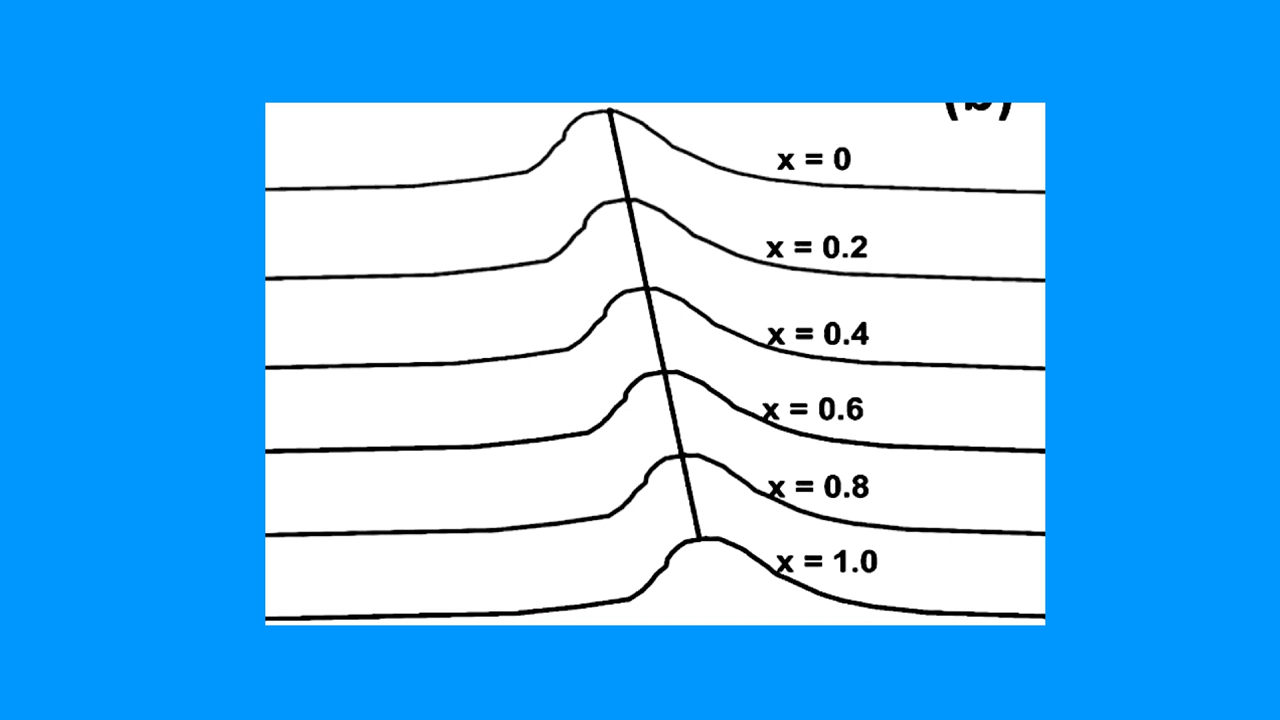 (b)
x = 0
x = 0.2
x = 0.4
x = 0.6
x = 0.8
x = 1.0